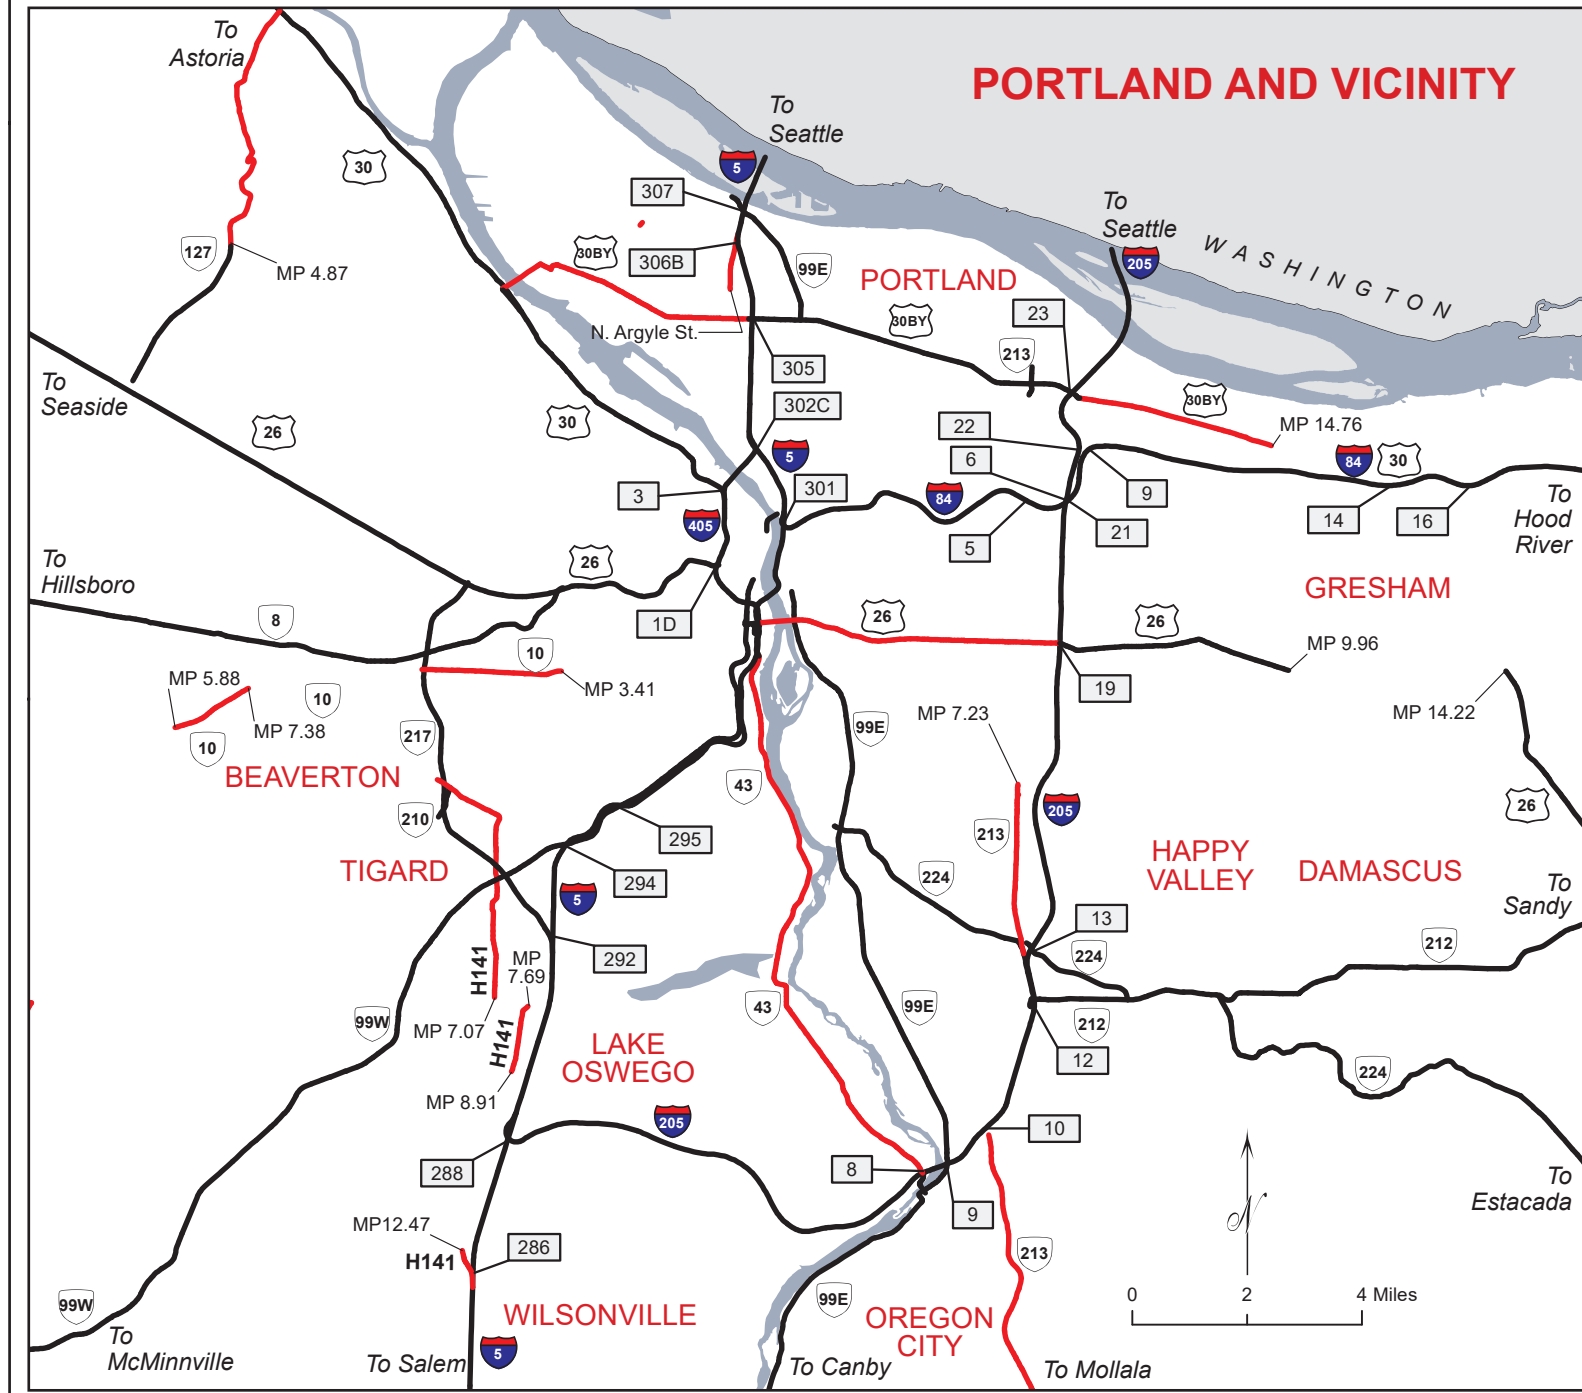 PORTLAND AND VICINITY
To
Astoria
To
Seattle
5
30
307
To
Seattle
WASHINGTON
127
MP 4.87
30BY
306B
99E
205
PORTLAND
30BY
23
N. Argyle St.
213
305
To
Seaside
302C
30BY
26
30
22
MP 14.76
5
6
84
30
3
301
84
9
To
Hood
River
405
14
16
5
21
To
Hillsboro
26
GRESHAM
8
1D
26
26
10
MP 9.96
MP 5.88
10
MP 3.41
19
MP 7.23
MP 14.22
10
MP 7.38
217
99E
BEAVERTON
43
205
26
210
295
213
HAPPY
VALLEY
DAMASCUS
TIGARD
294
224
To
Sandy
5
13
H141
MP
7.69
292
224
212
99W
43
99E
MP 7.07
H141
212
LAKE
OSWEGO
12
224
MP 8.91
205
10
288
8
To
Estacada
9
N
MP12.47
H141
286
213
99W
99E
0 2 4 Miles
WILSONVILLE
OREGON
CITY
To
McMinnville
To Salem
5
To Canby
To Mollala